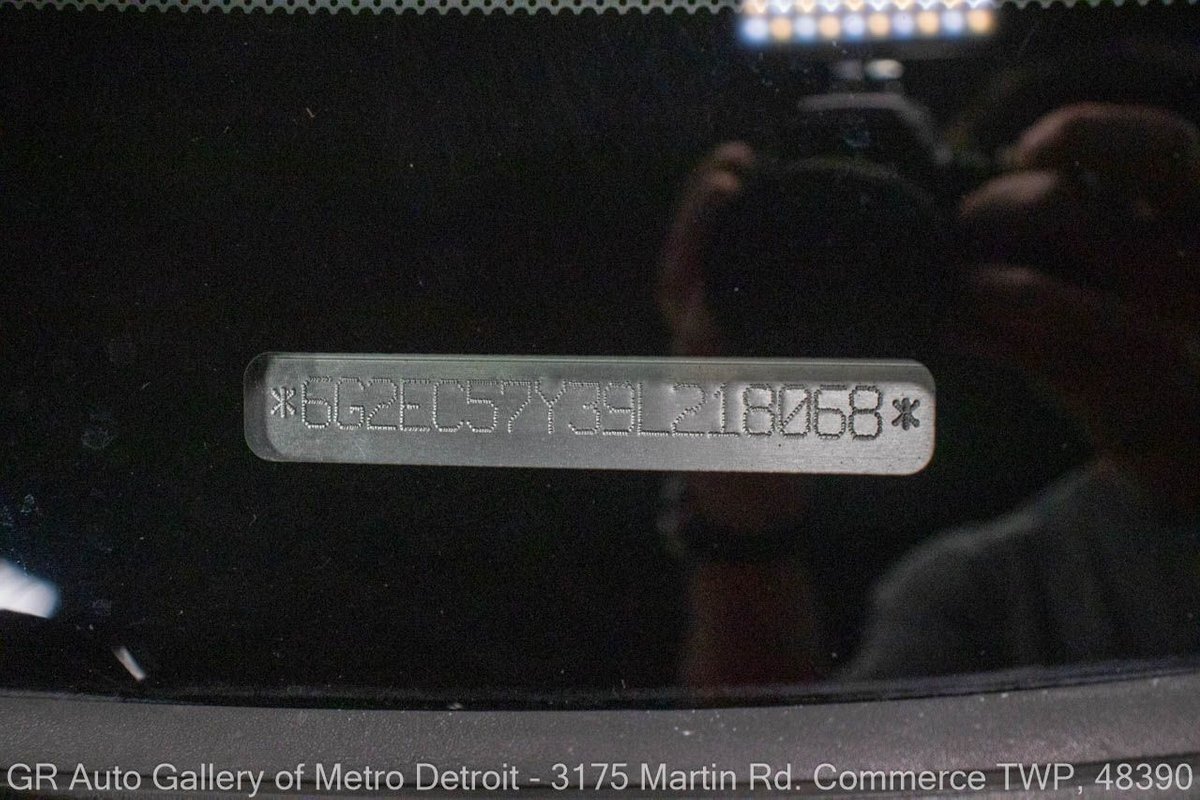 *6G2EC57Y39L218068*
GR Auto Gallery of Metro Detroit - 3175 Martin Rd. Commerce TWP, 48390